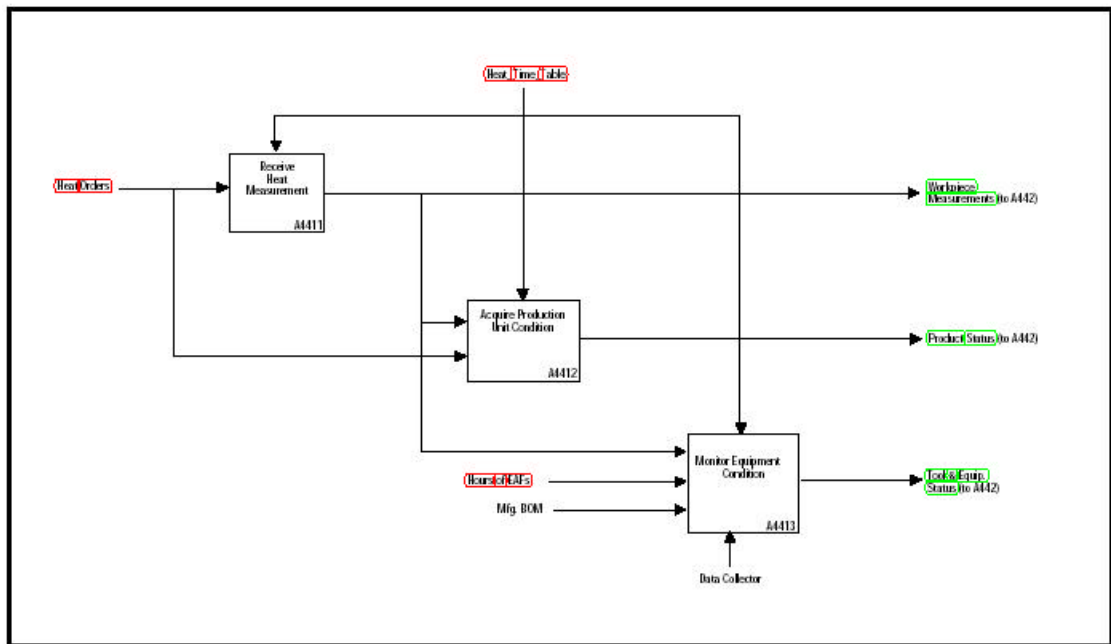 Heat Time Table
Receive
Heat
Measurement
A4411
Heat Orders
Workpiece
Measurements (to A442)
Acquire Production
Unit Condition
A4412
Product Status (to A442)
Monitor Equipment
Condition
A4413
Hours of EAFs
Mfg. BOM
Tool & Equip.
Status (to A442)
Data Collector